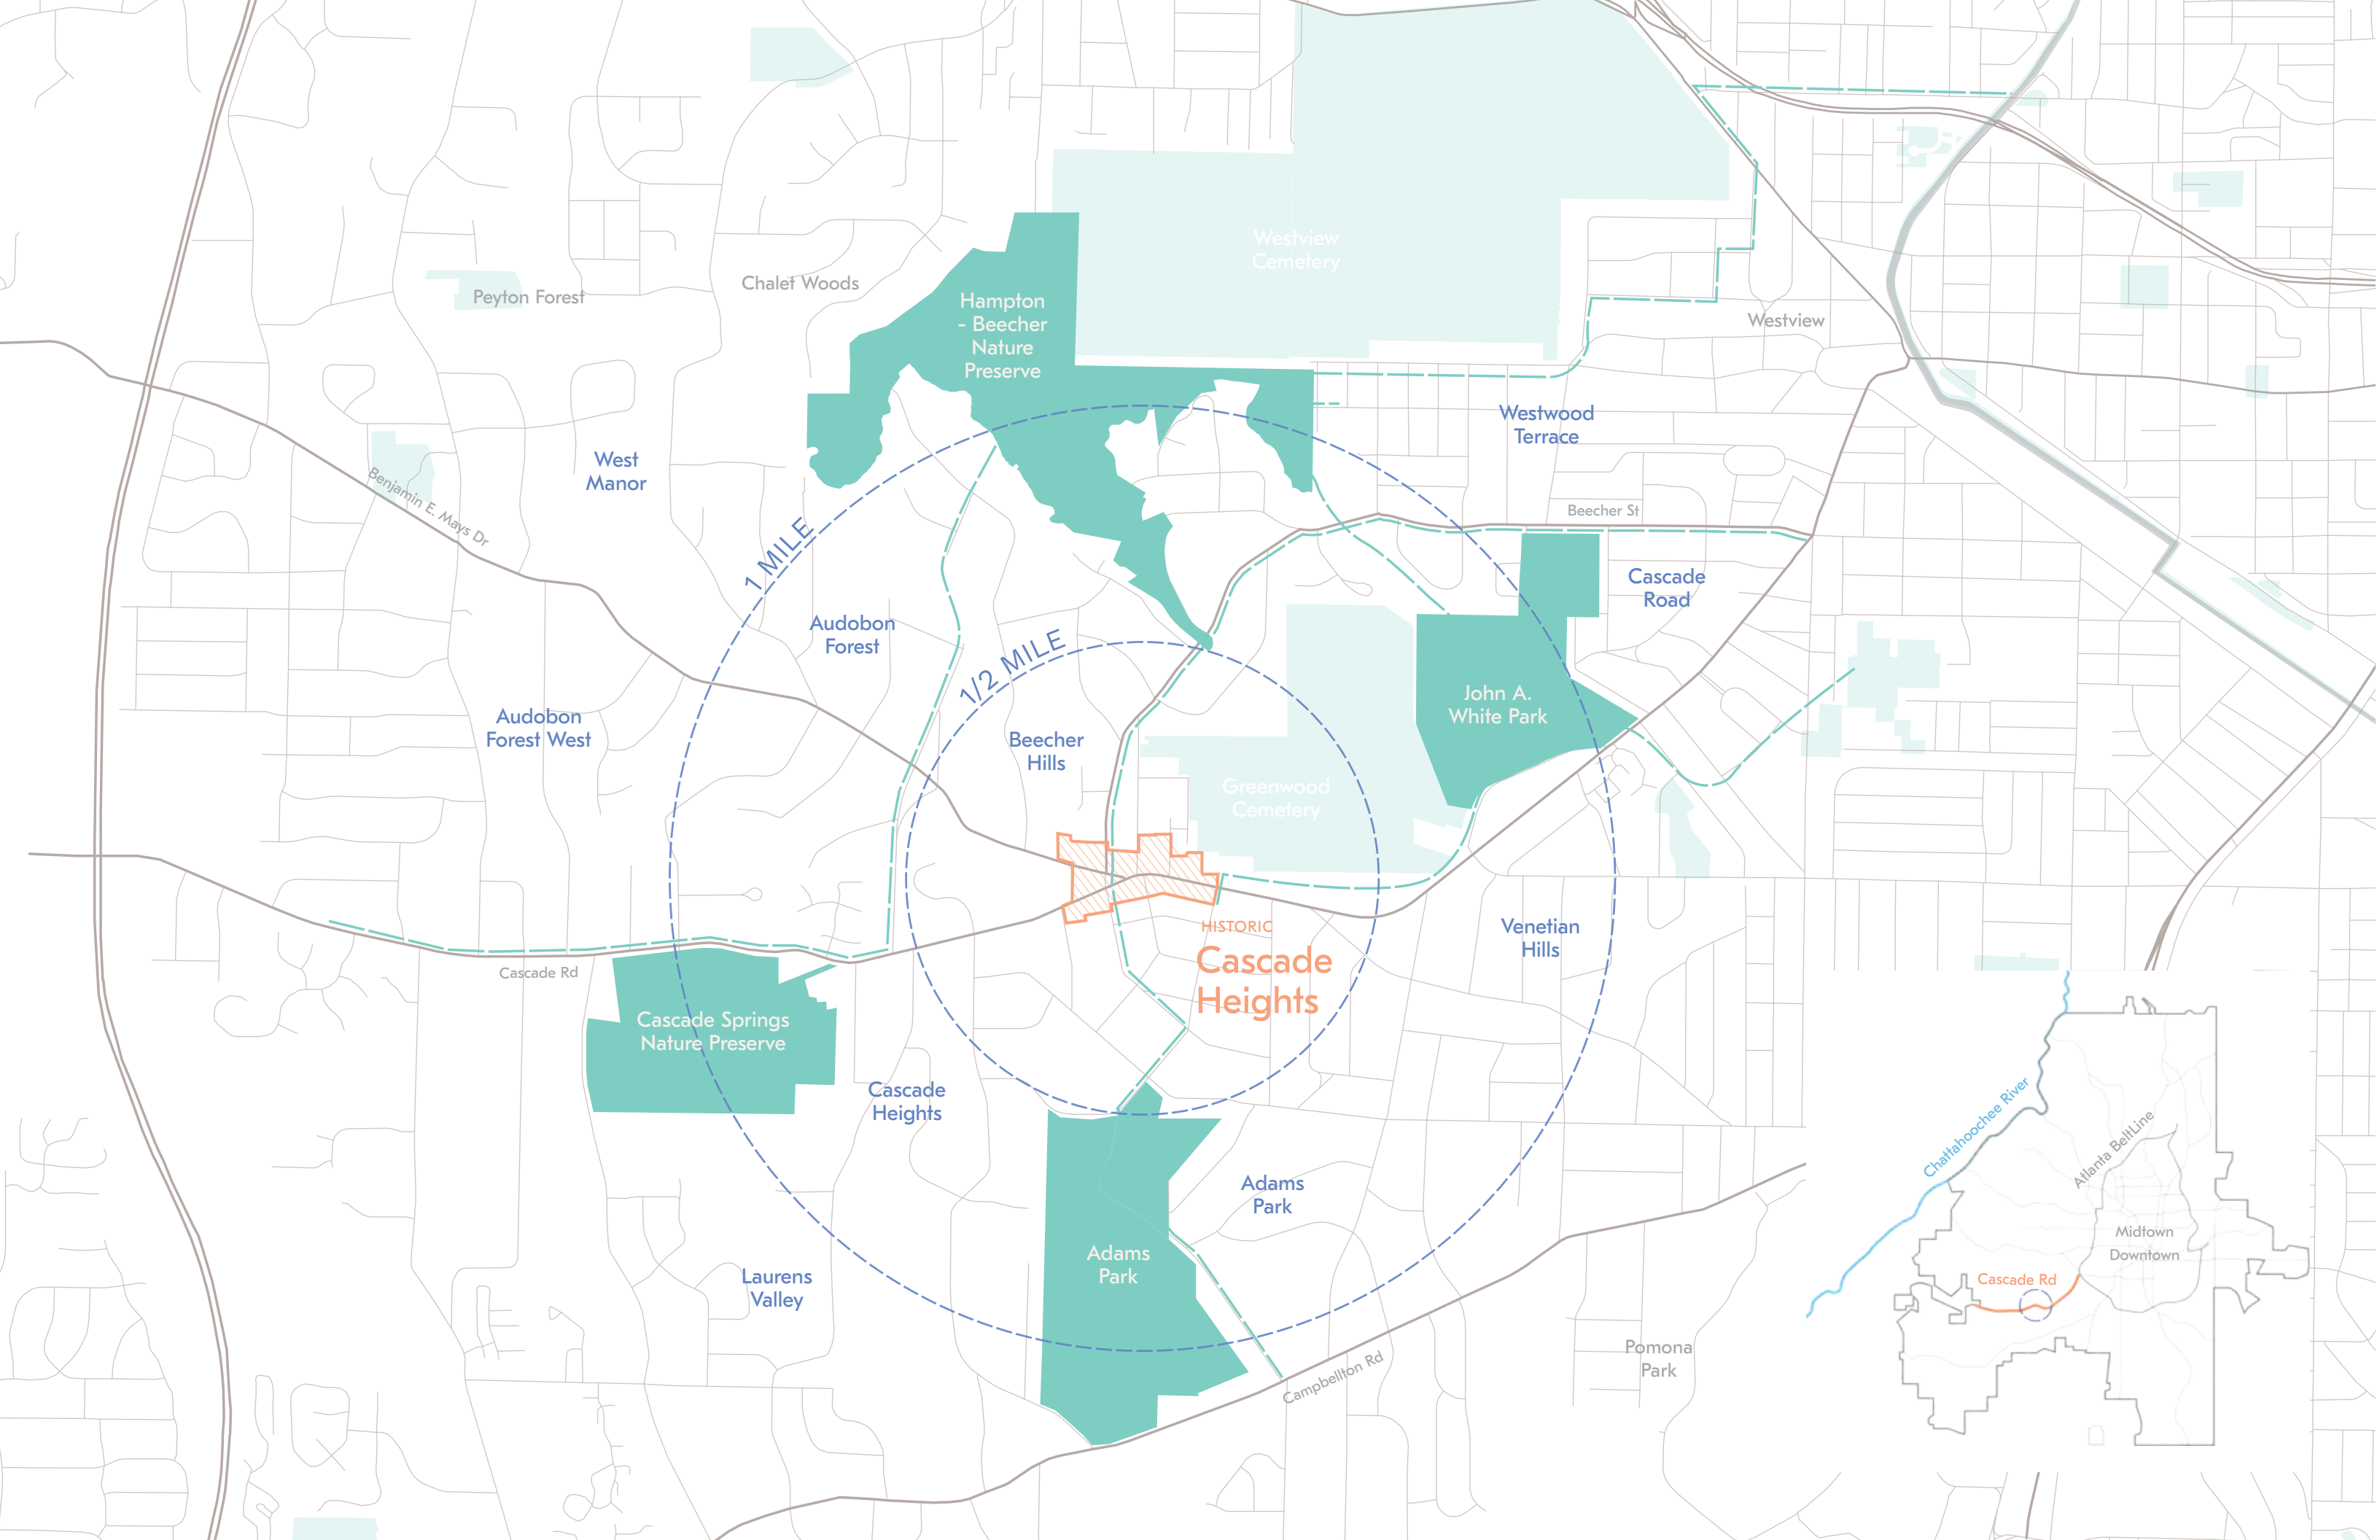 Westview
Cemetery
Peyton Forest
Chalet Woods
Hampton
- Beecher
Nature
Preserve
Westview
Westwood
Terrace
West
Manor
Benjamin E. Mays Dr
Beecher St
1 MILE
Cascade
Road
Audobon
Forest
1/2 MILE
John A.
White Park
Audobon
Forest West
Beecher
Hills
Greenwood
Cemetery
HISTORIC
Cascade
Heights
Venetian
Hills
Cascade Rd
Cascade Springs
Nature Preserve
Cascade
Heights
Adams
Park
Adams
Park
Laurens
Valley
Campbellton Rd
Pomona
Park
Chattahoochee River
Atlanta BeltLine
Midtown
Downtown
Cascade Rd